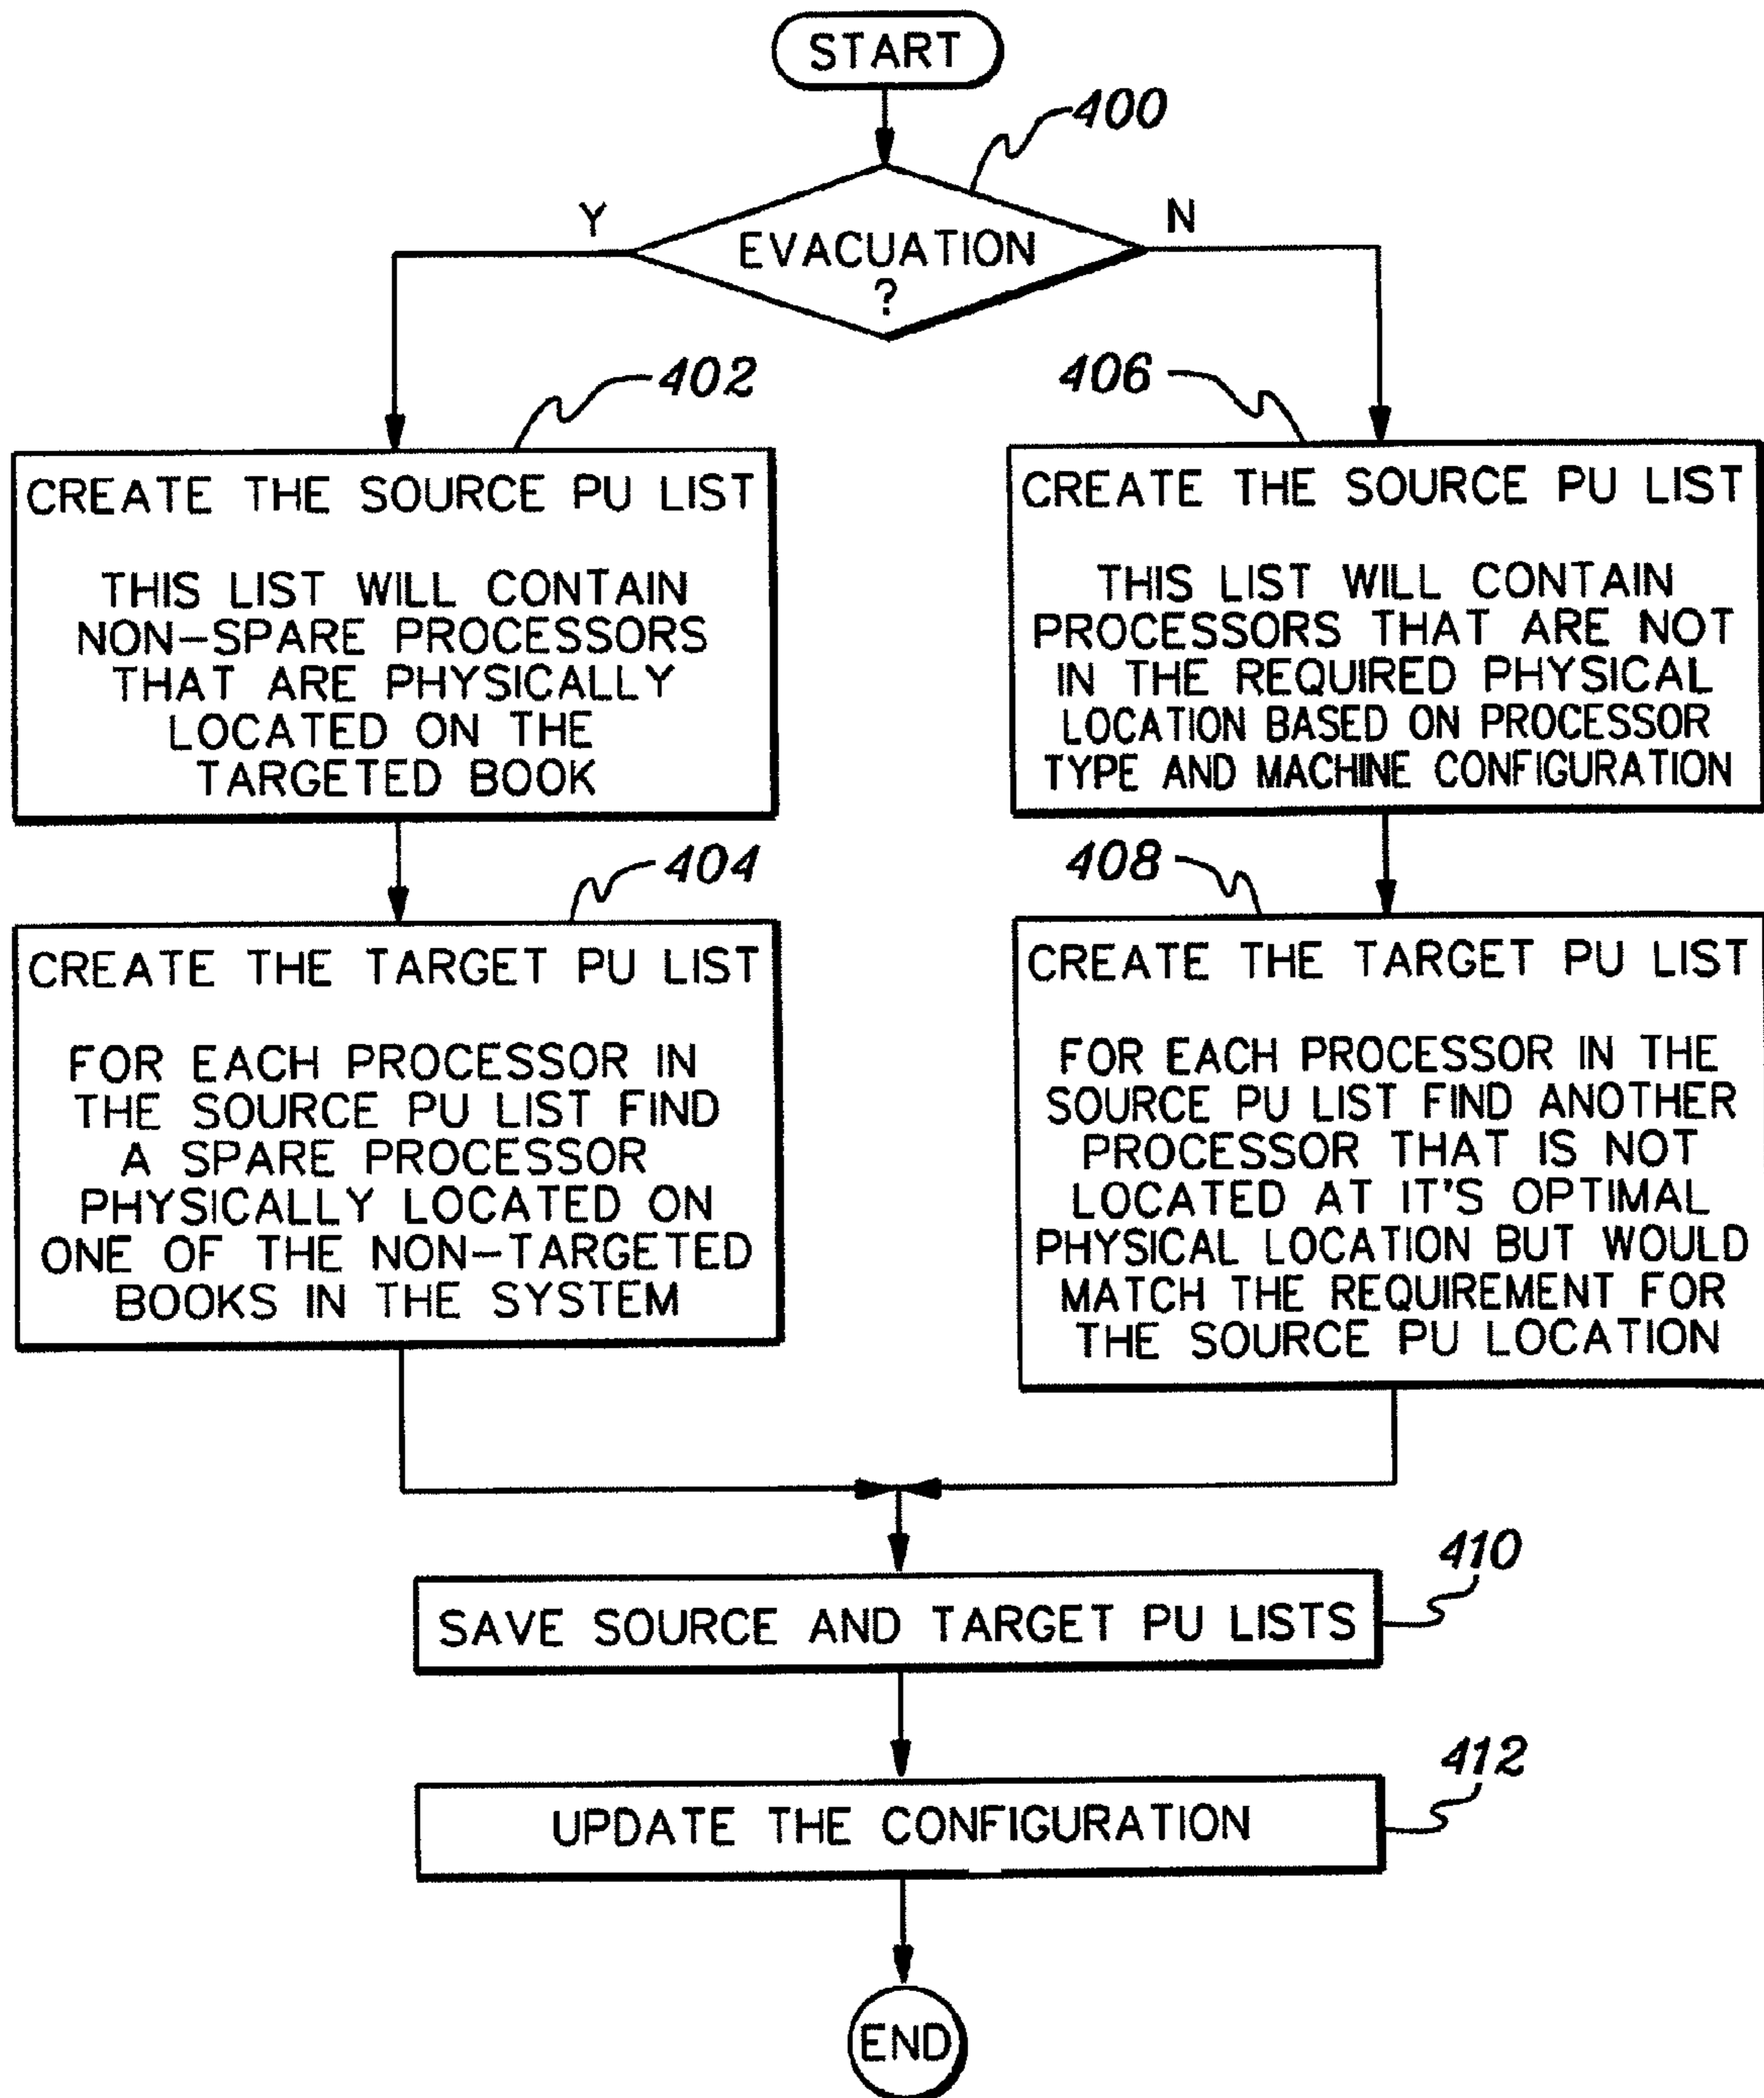 START
400
Y
N
EVACUATION
?
402
CREATE THE SOURCE PU LIST
THIS LIST WILL CONTAIN
NON-SPARE PROCESSORS
THAT ARE PHYSICALLY
LOCATED ON THE
TARGETED BOOK
406
CREATE THE SOURCE PU LIST
THIS LIST WILL CONTAIN
PROCESSORS THAT ARE NOT
IN THE REQUIRED PHYSICAL
LOCATION BASED ON PROCESSOR
TYPE AND MACHINE CONFIGURATION
404
CREATE THE TARGET PU LIST
FOR EACH PROCESSOR IN
THE SOURCE PU LIST FIND
A SPARE PROCESSOR
PHYSICALLY LOCATED ON
ONE OF THE NON-TARGETED
BOOKS IN THE SYSTEM
408
CREATE THE TARGET PU LIST
FOR EACH PROCESSOR IN THE
SOURCE PU LIST FIND ANOTHER
PROCESSOR THAT IS NOT
LOCATED AT IT'S OPTIMAL
PHYSICAL LOCATION BUT WOULD
MATCH THE REQUIREMENT FOR
THE SOURCE PU LOCATION
410
SAVE SOURCE AND TARGET PU LISTS
412
UPDATE THE CONFIGURATION
END